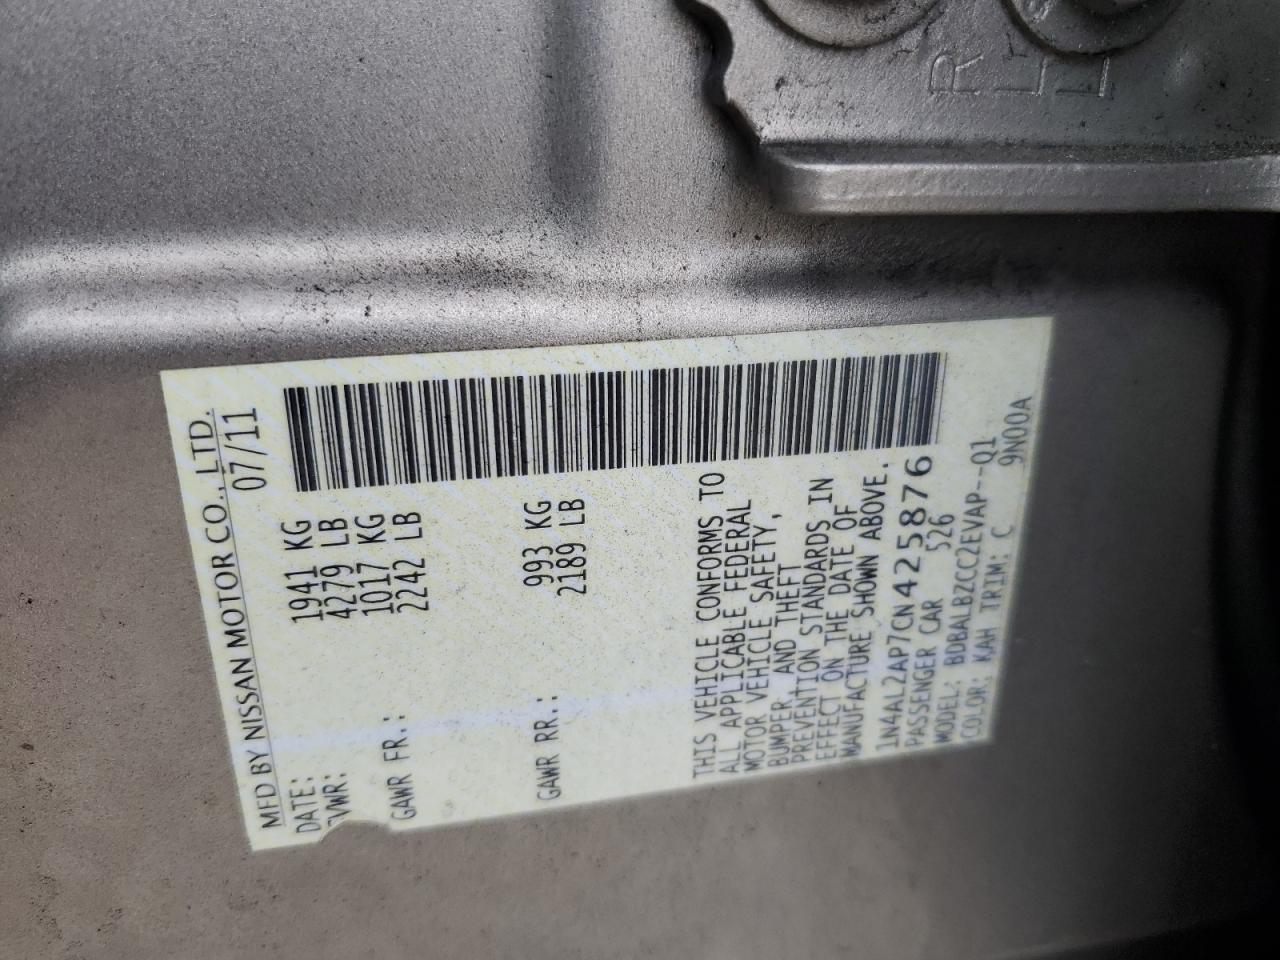 MFD BY NISSAN MOTOR CO., LTD.
DATE: 07/11
GVWR: 1941 KG
4279 LB
GAWR FR.: 1017 KG
2242 LB
GAWR RR.: 993 KG
2189 LB
THIS VEHICLE CONFORMS TO
ALL APPLICABLE FEDERAL
MOTOR VEHICLE SAFETY,
BUMPER, AND THEFT
PREVENTION STANDARDS IN
EFFECT ON THE DATE OF
MANUFACTURE SHOWN ABOVE.
1N4AL2AP7CN425876
PASSENGER CAR 526
MODEL: BDBALBZCC2EVAP--Q1
COLOR: KAH TRIM: C 9N00A